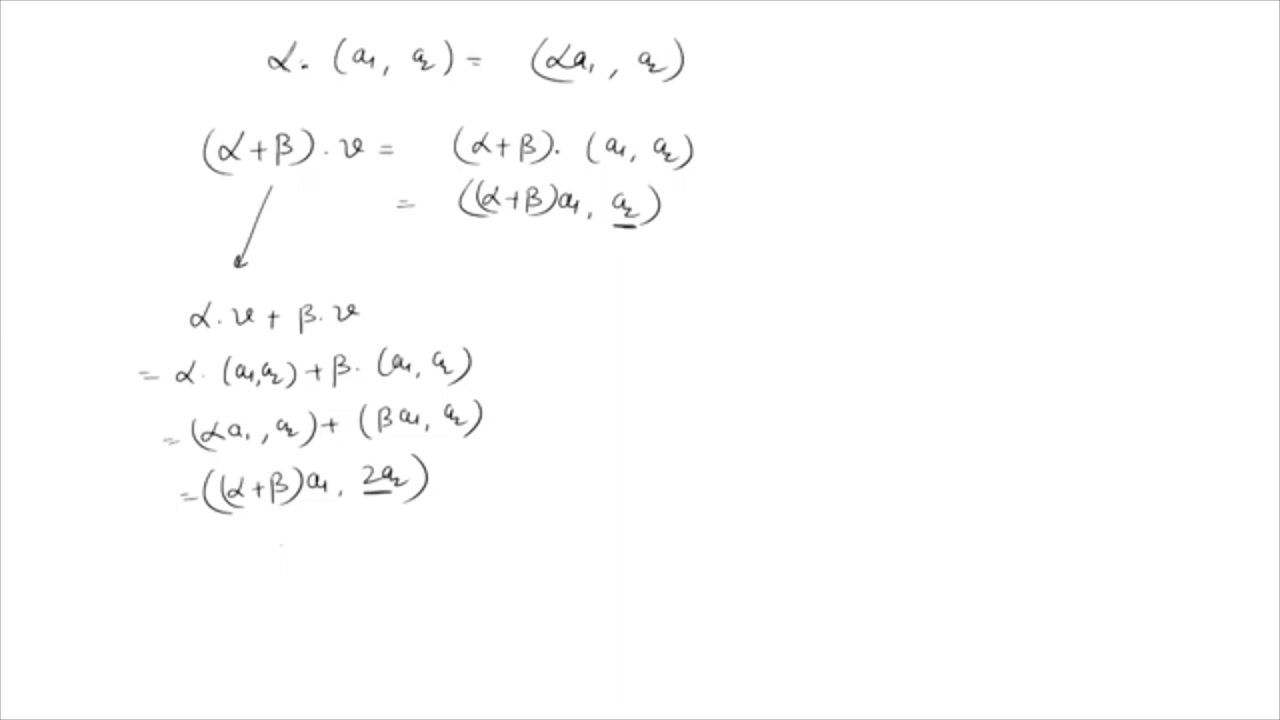 α. (a₁, a₂) = (αa₁, a₂)
(α+β).v = (α+β). (a₁, a₂)
= ((α+β)a₁, a₂)
α.v + β.v
= α. (a₁,a₂) + β. (a₁, a₂)
= (αa₁, a₂) + (βa₁, a₂)
= ((α+β)a₁, 2a₂)